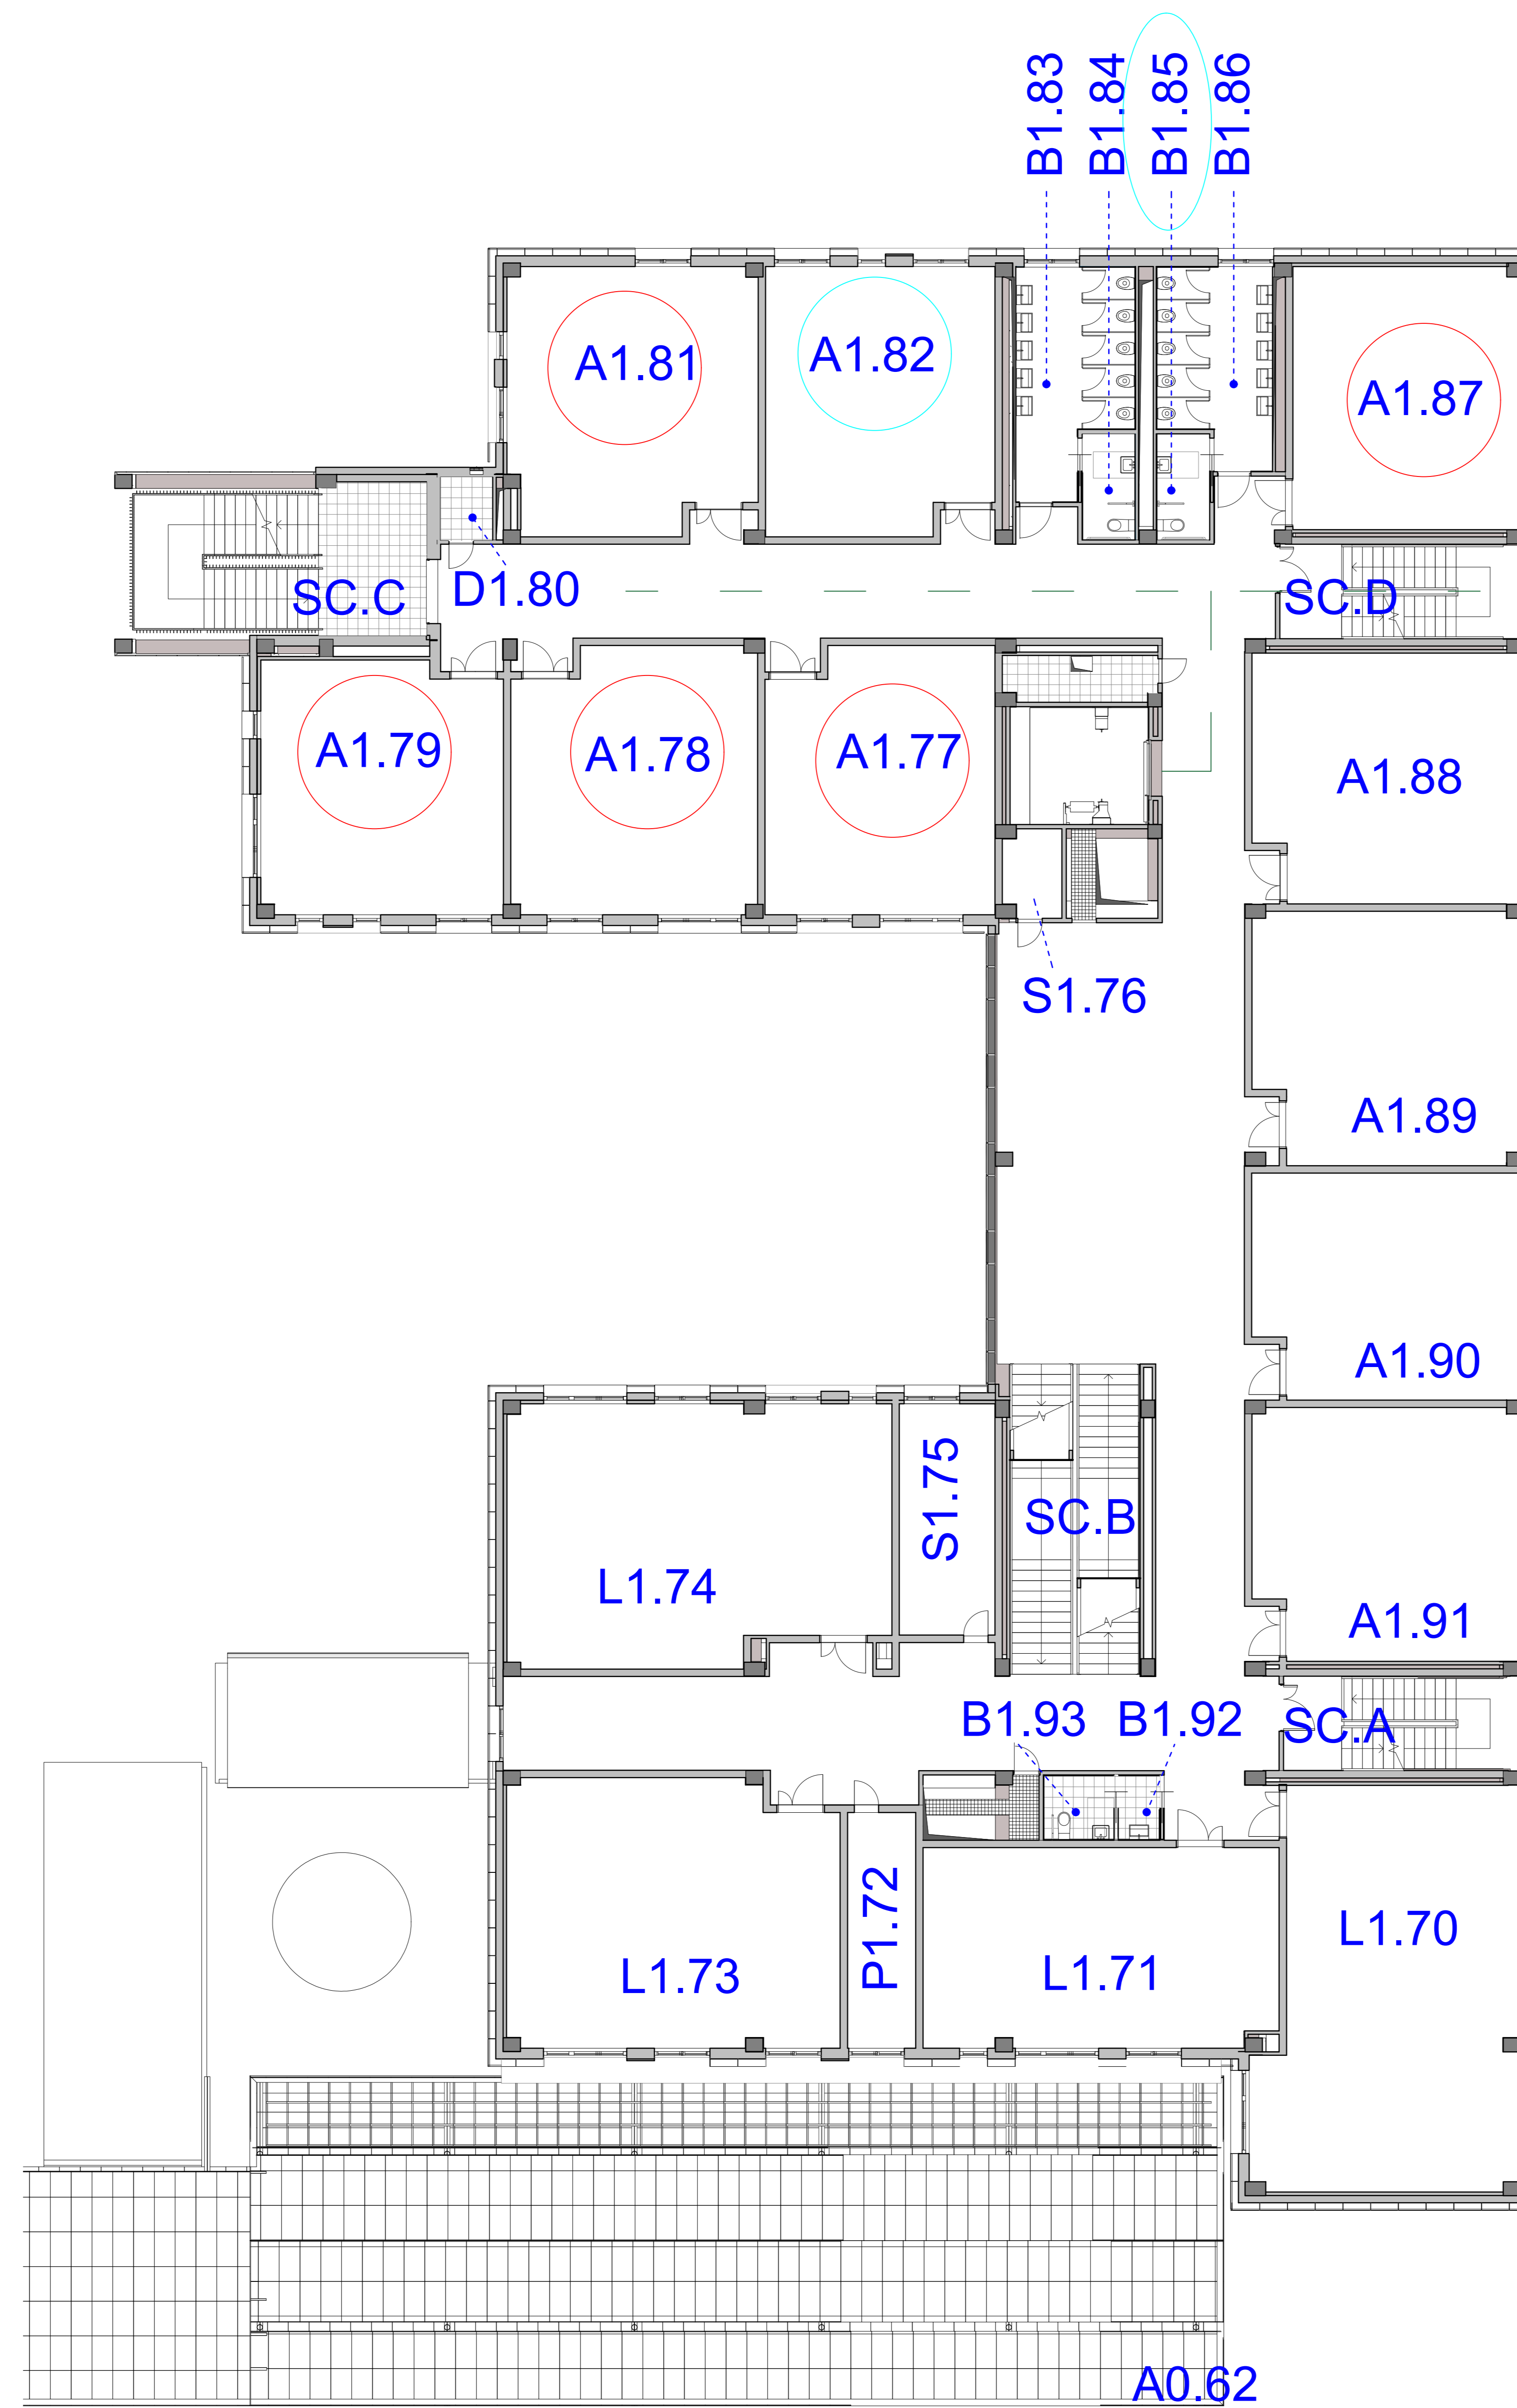 B1.83
B1.84
B1.85
B1.86
A1.81
A1.82
A1.87
SC.C
D1.80
SC.D
A1.79
A1.78
A1.77
A1.88
S1.76
A1.89
A1.90
S1.75
SC.B
L1.74
A1.91
B1.93
B1.92
SC.A
P1.72
L1.70
L1.73
L1.71
A0.62